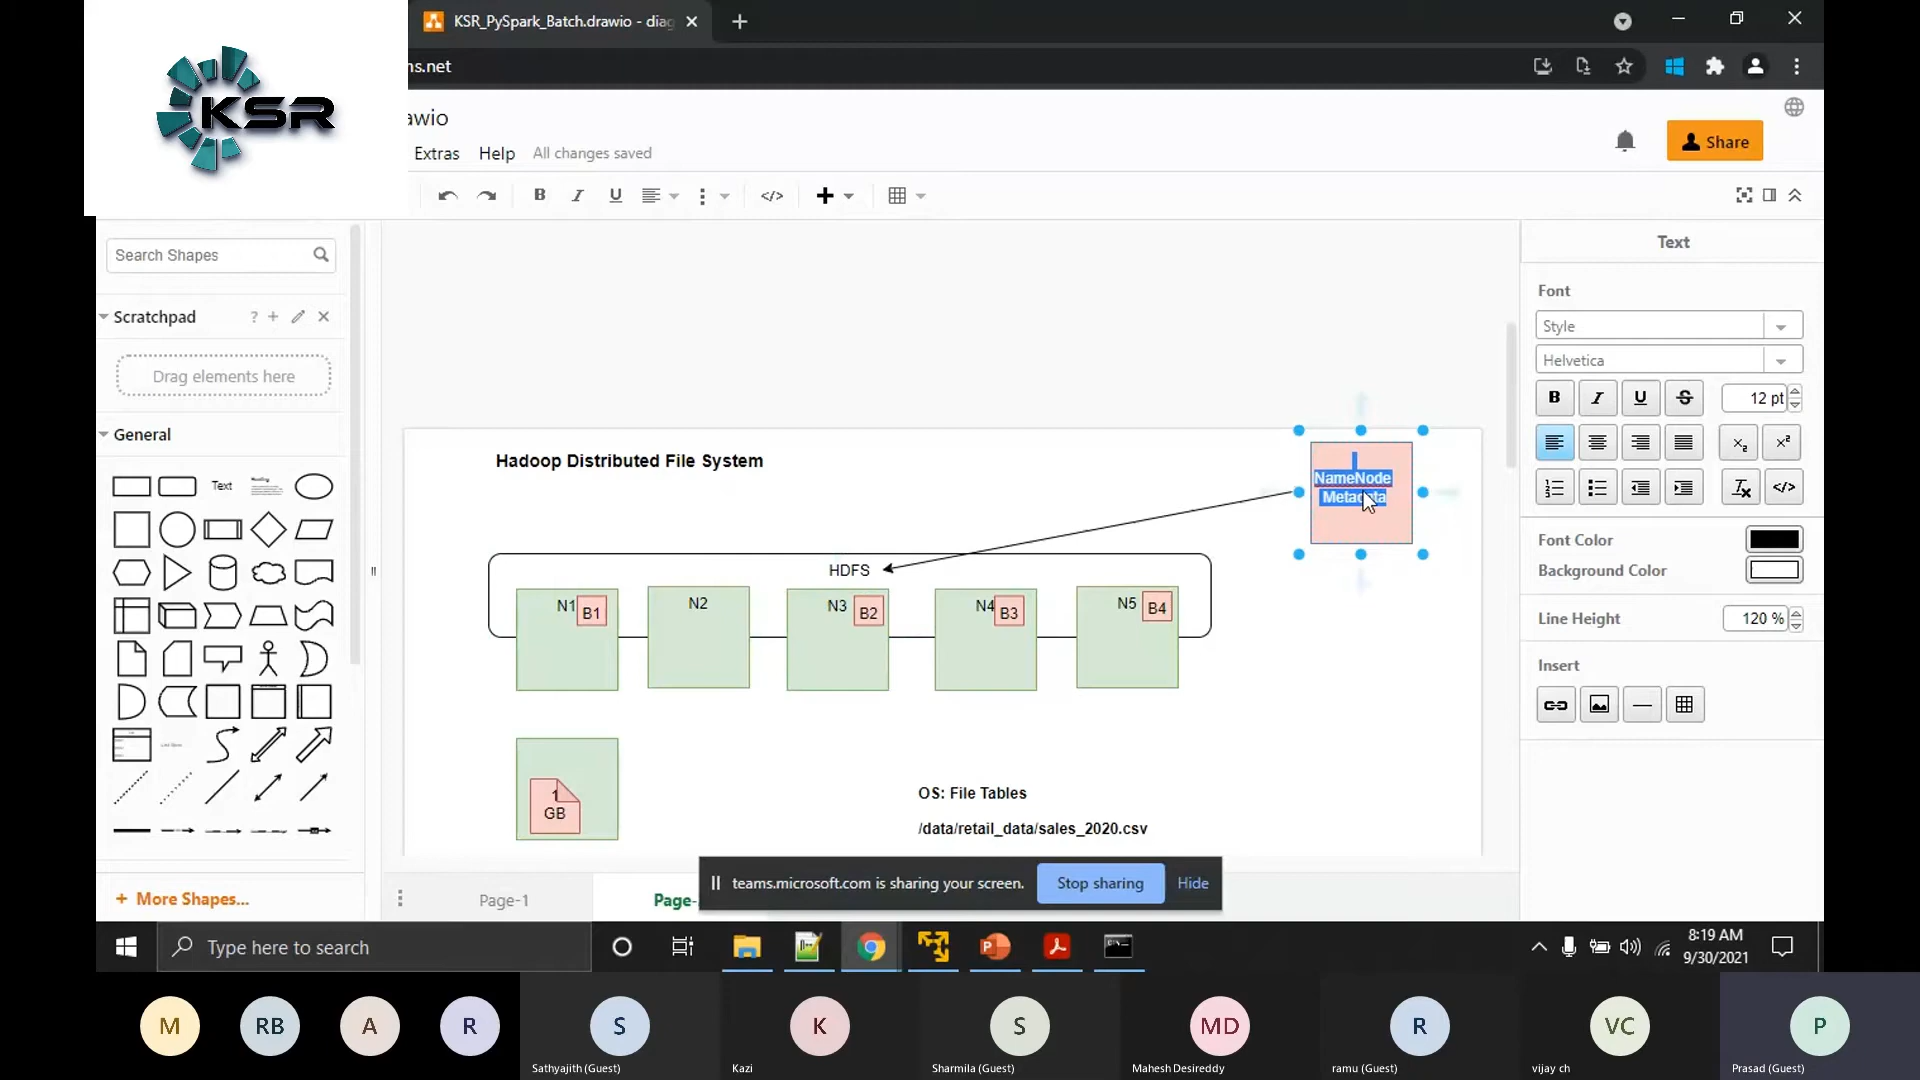 KSR
KSR_PySpark_Batch.drawio - diag
ns.net
awio
Extras Help All changes saved
Share
B I U
Search Shapes
Scratchpad
Drag elements here
General
Text
More Shapes...
Hadoop Distributed File System
NameNode
Metadata
HDFS
N1 B1 N2 N3 B2 N4 B3 N5 B4
1
GB
OS: File Tables
/data/retail_data/sales_2020.csv
Text
Font
Style
Helvetica
B I U S 12 pt
Font Color
Background Color
Line Height 120 %
Insert
Page-1 Page-
teams.microsoft.com is sharing your screen. Stop sharing Hide
Type here to search
8:19 AM
9/30/2021
M RB A R S K S MD R VC P
Sathyajith (Guest) Kazi Sharmila (Guest) Mahesh Desireddy ramu (Guest) vijay ch Prasad (Guest)